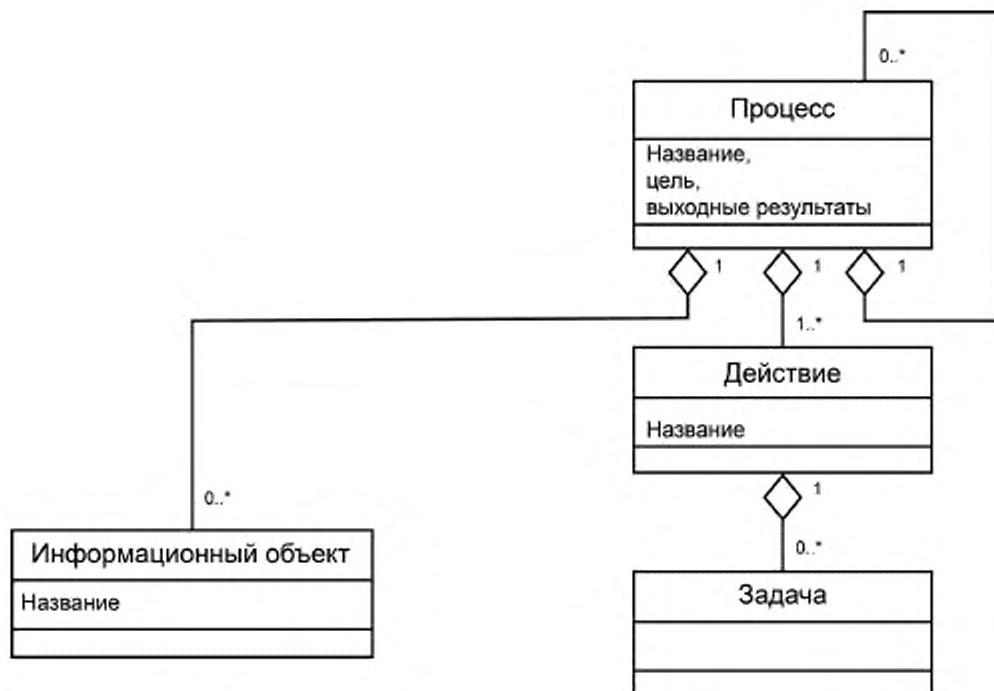 0..*
Процесс
Название,
цель,
выходные результаты
1
1
1
1..*
Действие
Название
1
0..*
0..*
Информационный объект
Название
Задача